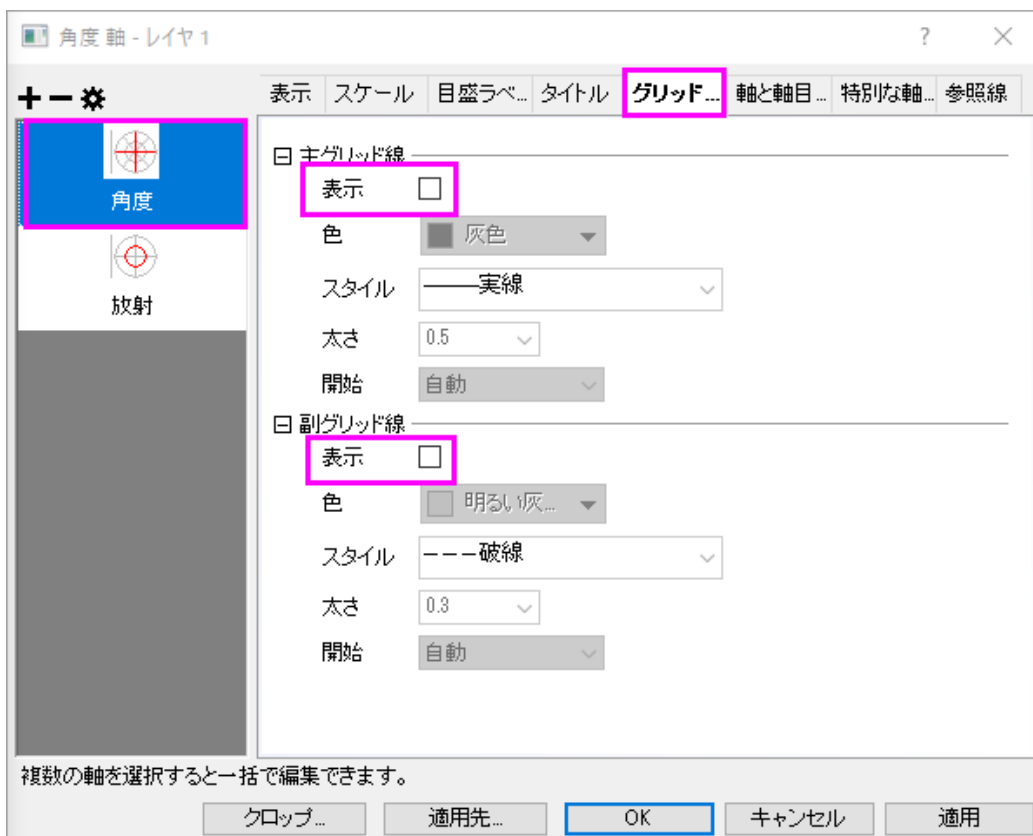 角度 軸 - レイヤ 1
表示 スケール 目盛ラベ... タイトル グリッド... 軸と軸目... 特別な軸... 参照線
角度
放射
主グリッド線
表示
色 灰色
スタイル 実線
太さ 0.5
開始 自動
副グリッド線
表示
色 明るい灰...
スタイル 破線
太さ 0.3
開始 自動
複数の軸を選択すると一括で編集できます。
クロップ... 適用先... OK キャンセル 適用